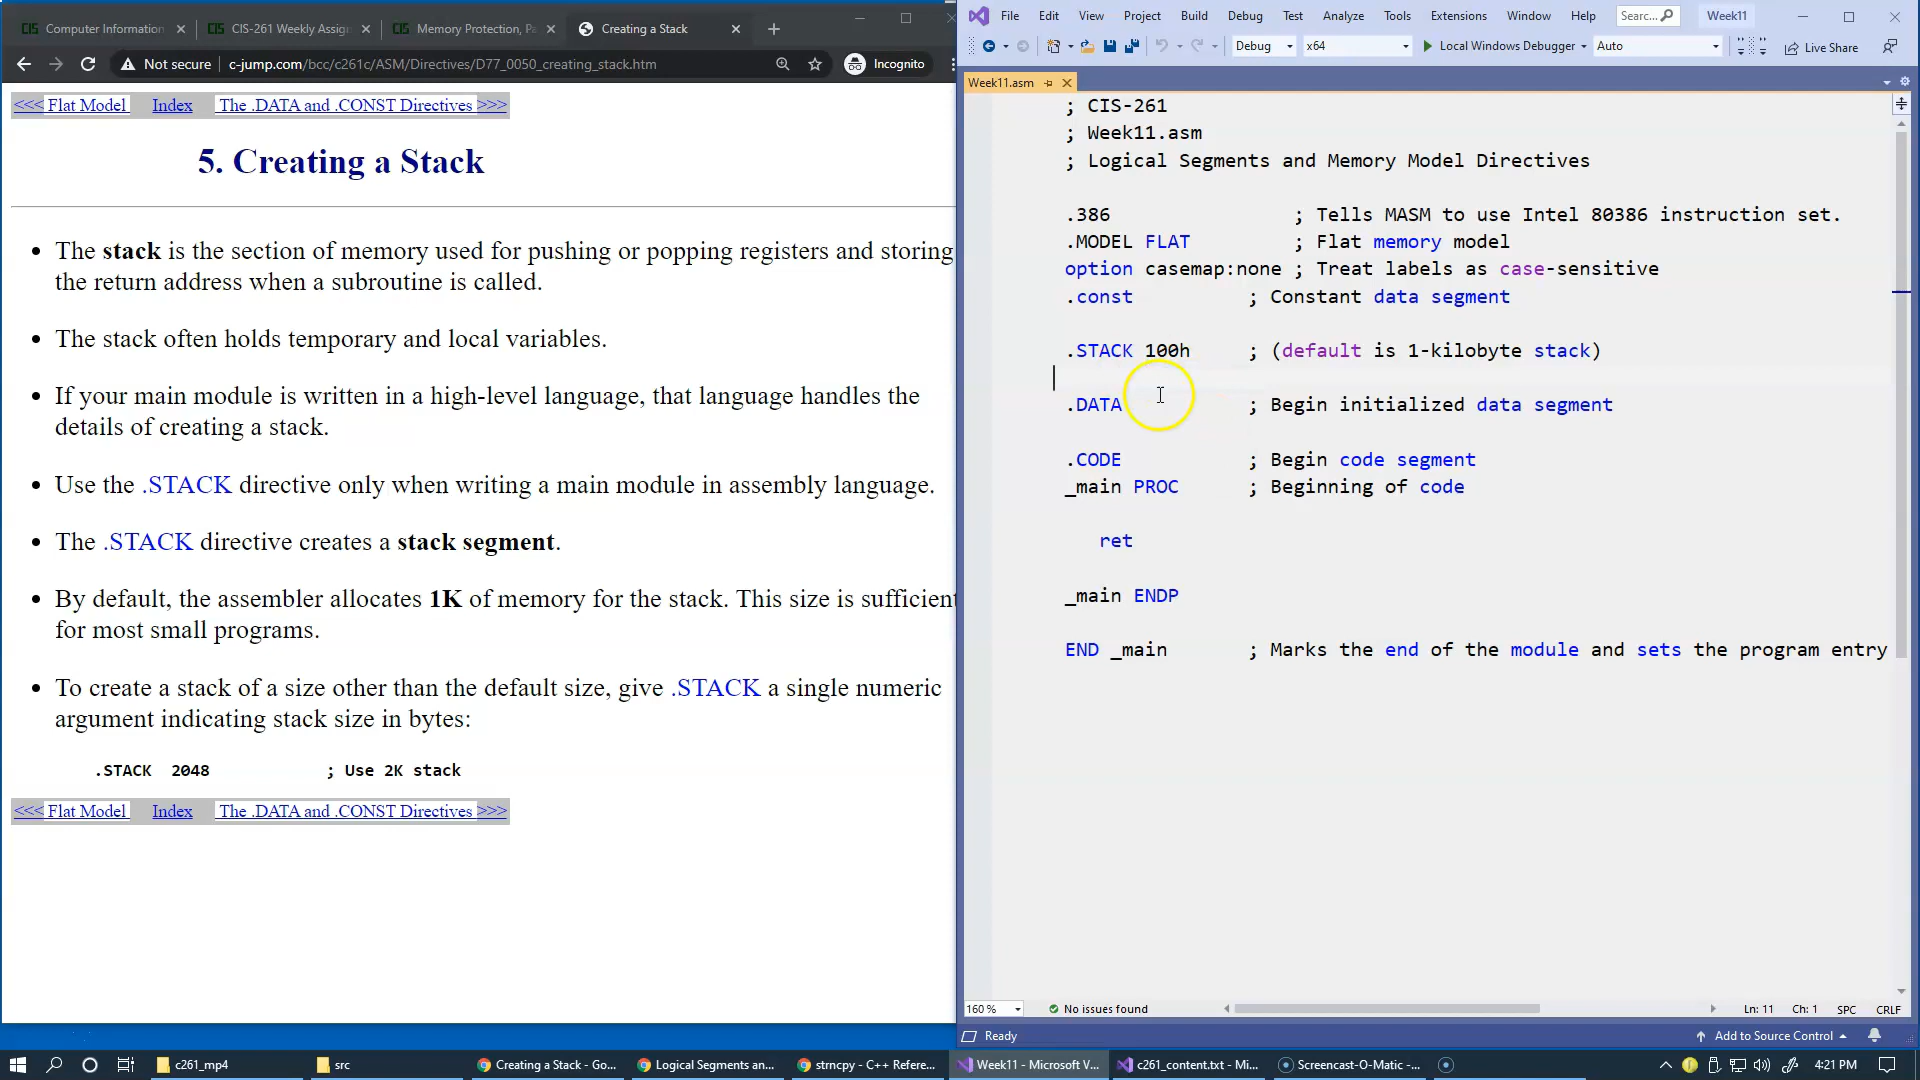 Computer Information
CIS-261 Weekly Assign
Memory Protection, Pa
Creating a Stack
Not secure
c-jump.com/bcc/c261c/ASM/Directives/D77_0050_creating_stack.htm
Incognito
<<< Flat Model Index The .DATA and .CONST Directives >>>
5. Creating a Stack
The stack is the section of memory used for pushing or popping registers and storing
the return address when a subroutine is called.
The stack often holds temporary and local variables.
If your main module is written in a high-level language, that language handles the
details of creating a stack.
Use the .STACK directive only when writing a main module in assembly language.
The .STACK directive creates a stack segment.
By default, the assembler allocates 1K of memory for the stack. This size is sufficient
for most small programs.
To create a stack of a size other than the default size, give .STACK a single numeric
argument indicating stack size in bytes:
.STACK 2048 ; Use 2K stack
<<< Flat Model Index The .DATA and .CONST Directives >>>
File Edit View Project Build Debug Test Analyze Tools Extensions Window Help Searc... Week11
Debug x64 Local Windows Debugger Auto Live Share
Week11.asm
; CIS-261
; Week11.asm
; Logical Segments and Memory Model Directives
.386 ; Tells MASM to use Intel 80386 instruction set.
.MODEL FLAT ; Flat memory model
option casemap:none ; Treat labels as case-sensitive
.const ; Constant data segment
.STACK 100h ; (default is 1-kilobyte stack)
.DATA ; Begin initialized data segment
.CODE ; Begin code segment
_main PROC ; Beginning of code
ret
_main ENDP
END _main ; Marks the end of the module and sets the program entry
160 % No issues found Ln: 11 Ch: 1 SPC CRLF
Ready Add to Source Control
c261_mp4
src
Creating a Stack - Go...
Logical Segments an...
strncpy - C++ Refere...
Week11 - Microsoft V...
c261_content.txt - Mi...
Screencast-O-Matic -...
4:21 PM